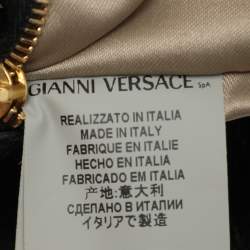 GIANNI VERSACE SpA
REALIZZATO IN ITALIA
MADE IN ITALY
FABRIQUE EN ITALIE
HECHO EN ITALIA
FABRICADO EM ITALIA
产地:意大利
СДЕЛАНО В ИТАЛИИ
イタリアで製造